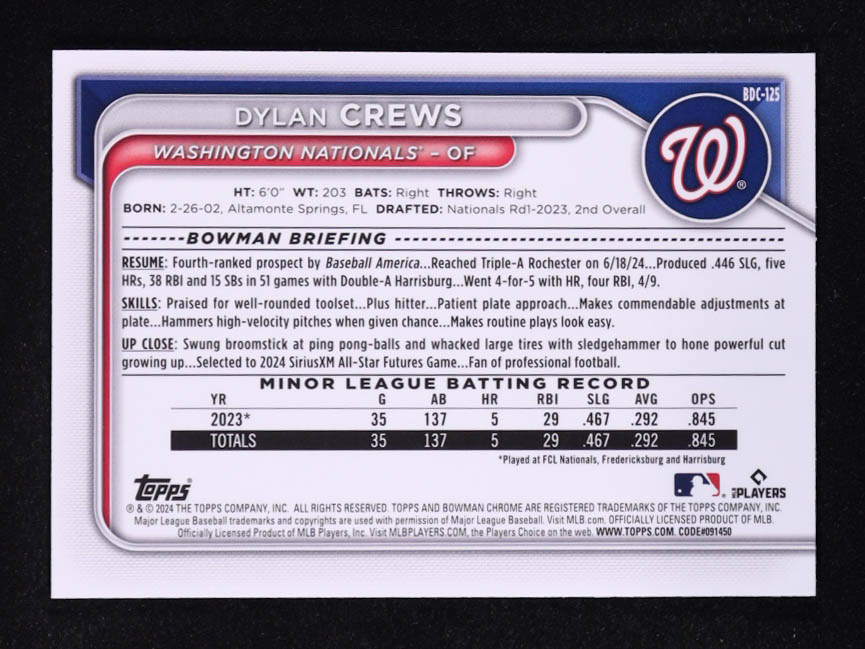 BDC-125
DYLAN CREWS
W®
WASHINGTON NATIONALS® – OF
HT: 6'0" WT: 203 BATS: Right THROWS: Right
BORN: 2-26-02, Altamonte Springs, FL DRAFTED: Nationals Rd1-2023, 2nd Overall
-------BOWMAN BRIEFING -------
RESUME: Fourth-ranked prospect by Baseball America...Reached Triple-A Rochester on 6/18/24...Produced .446 SLG, five
HRs, 38 RBI and 15 SBs in 51 games with Double-A Harrisburg...Went 4-for-5 with HR, four RBI, 4/9.
SKILLS: Praised for well-rounded toolset...Plus hitter...Patient plate approach...Makes commendable adjustments at
plate...Hammers high-velocity pitches when given chance...Makes routine plays look easy.
UP CLOSE: Swung broomstick at ping pong-balls and whacked large tires with sledgehammer to hone powerful cut
growing up...Selected to 2024 SiriusXM All-Star Futures Game...Fan of professional football.
MINOR LEAGUE BATTING RECORD
YR G AB HR RBI SLG AVG OPS
2023* 35 137 5 29 .467 .292 .845
TOTALS 35 137 5 29 .467 .292 .845
*Played at FCL Nationals, Fredericksburg and Harrisburg
TOPPS® MLB PLAYERS
® & © 2024 THE TOPPS COMPANY, INC. ALL RIGHTS RESERVED. TOPPS AND BOWMAN CHROME ARE REGISTERED TRADEMARKS OF THE TOPPS COMPANY, INC.
Major League Baseball trademarks and copyrights are used with permission of Major League Baseball. Visit MLB.com. OFFICIALLY LICENSED PRODUCT OF MLB.
Officially Licensed Product of MLB Players, Inc. Visit MLBPLAYERS.COM, the Players Choice on the web. WWW.TOPPS.COM. CODE#091450